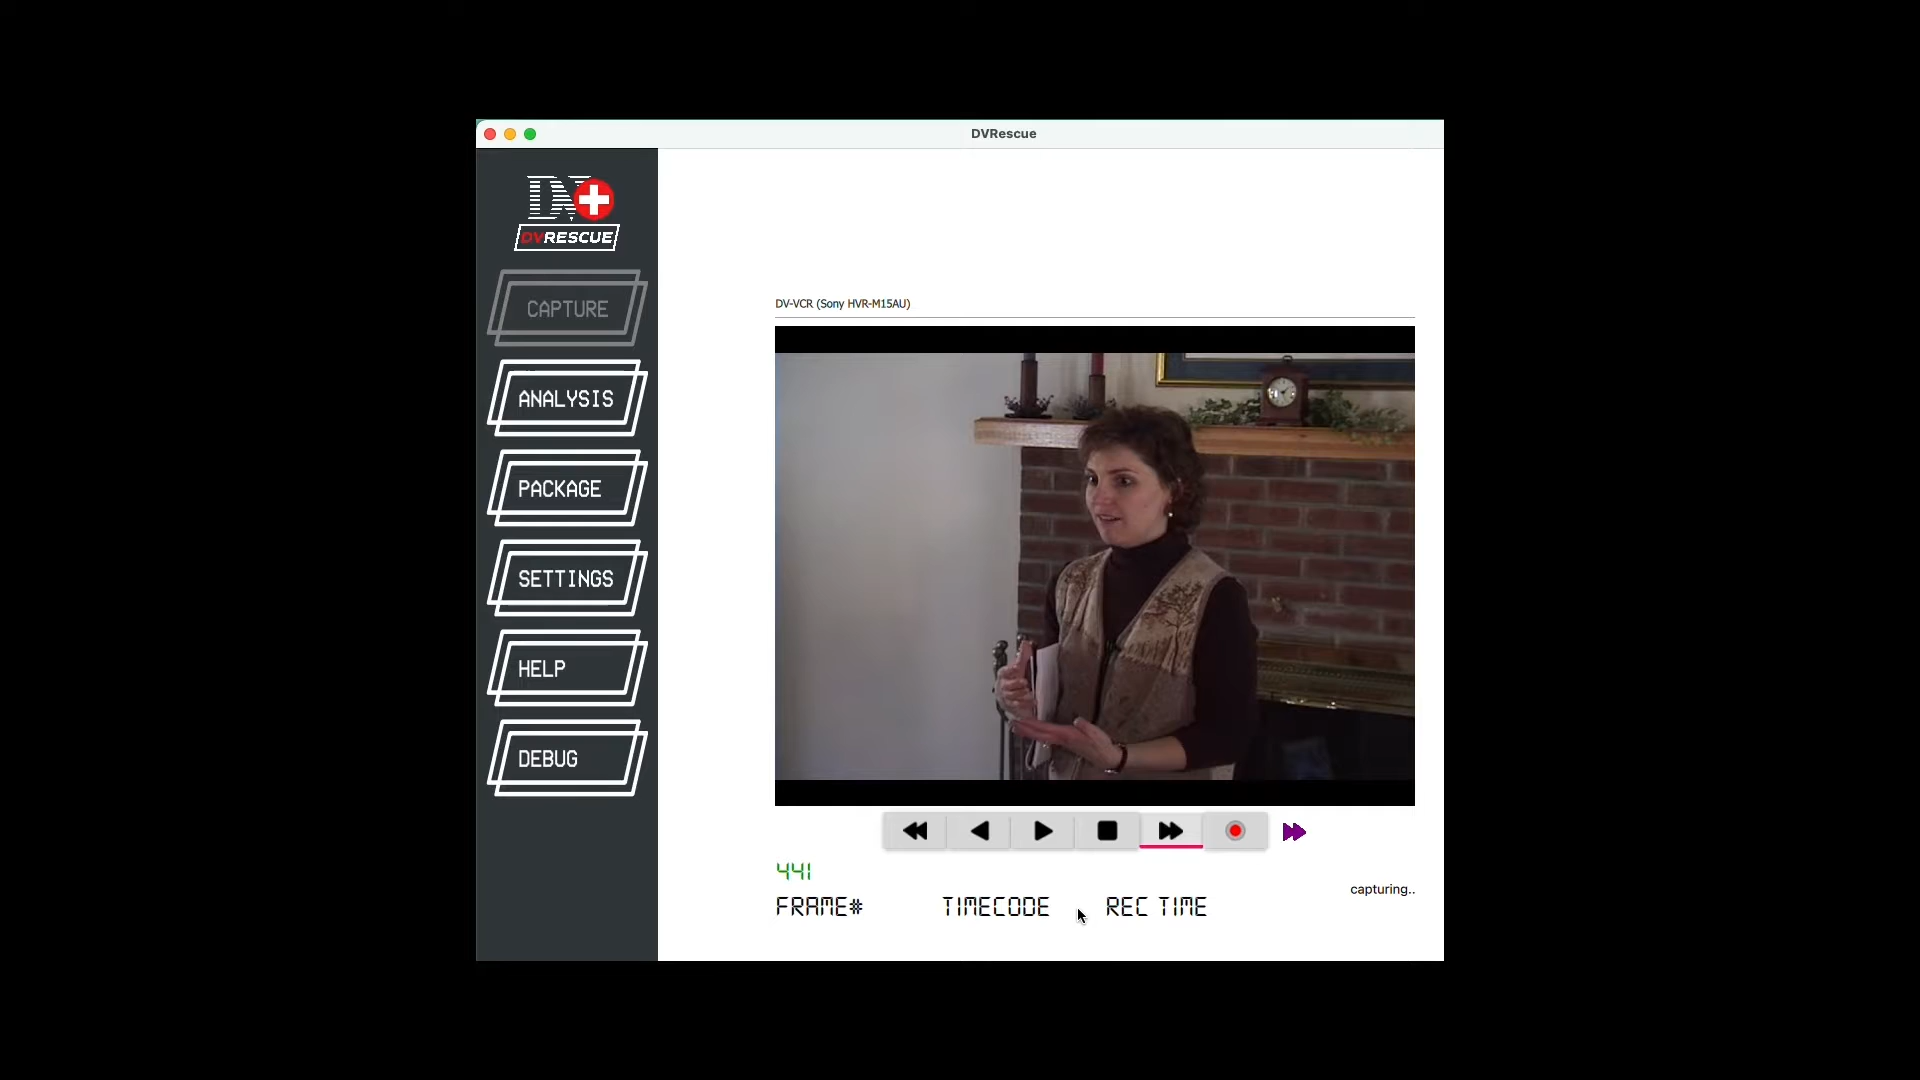 DVRescue
DV
DVRESCUE
CAPTURE
ANALYSIS
PACKAGE
SETTINGS
HELP
DEBUG
DV-VCR (Sony HVR-M15AU)
441
FRAME#
TIMECODE
REC TIME
capturing..